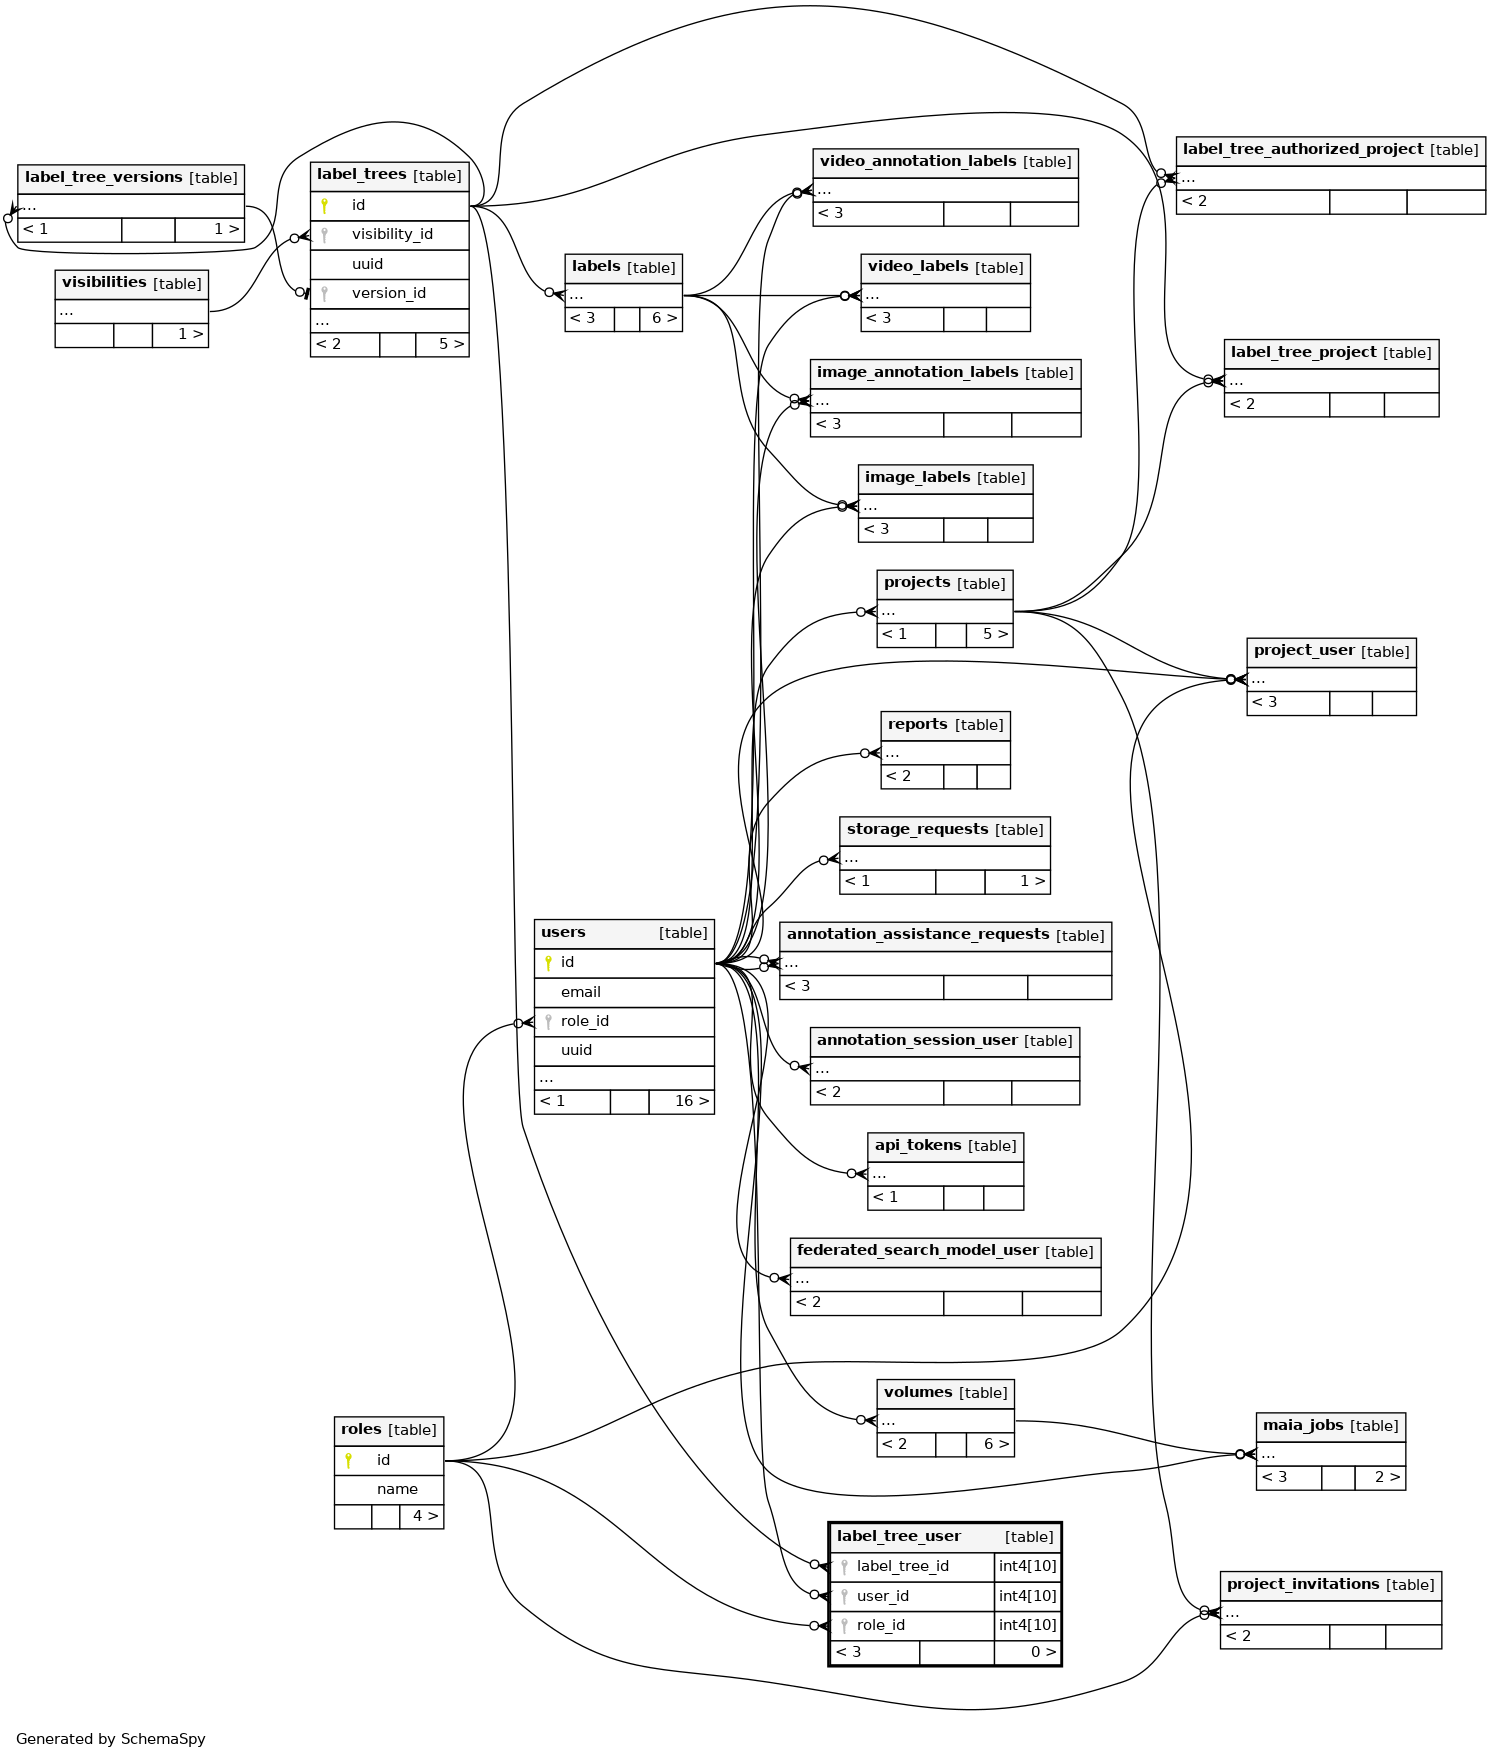 label_tree_versions [table]
...
< 1 1 >
visibilities [table]
...
1 >
label_trees [table]
id
visibility_id
uuid
version_id
...
< 2 5 >
labels [table]
...
< 3 6 >
video_annotation_labels [table]
...
< 3
video_labels [table]
...
< 3
image_annotation_labels [table]
...
< 3
image_labels [table]
...
< 3
projects [table]
...
< 1 5 >
reports [table]
...
< 2
storage_requests [table]
...
< 1 1 >
annotation_assistance_requests [table]
...
< 3
annotation_session_user [table]
...
< 2
api_tokens [table]
...
< 1
federated_search_model_user [table]
...
< 2
volumes [table]
...
< 2 6 >
label_tree_user [table]
label_tree_id int4[10]
user_id int4[10]
role_id int4[10]
< 3 0 >
users [table]
id
email
role_id
uuid
...
< 1 16 >
roles [table]
id
name
4 >
label_tree_authorized_project [table]
...
< 2
label_tree_project [table]
...
< 2
project_user [table]
...
< 3
maia_jobs [table]
...
< 3 2 >
project_invitations [table]
...
< 2
Generated by SchemaSpy